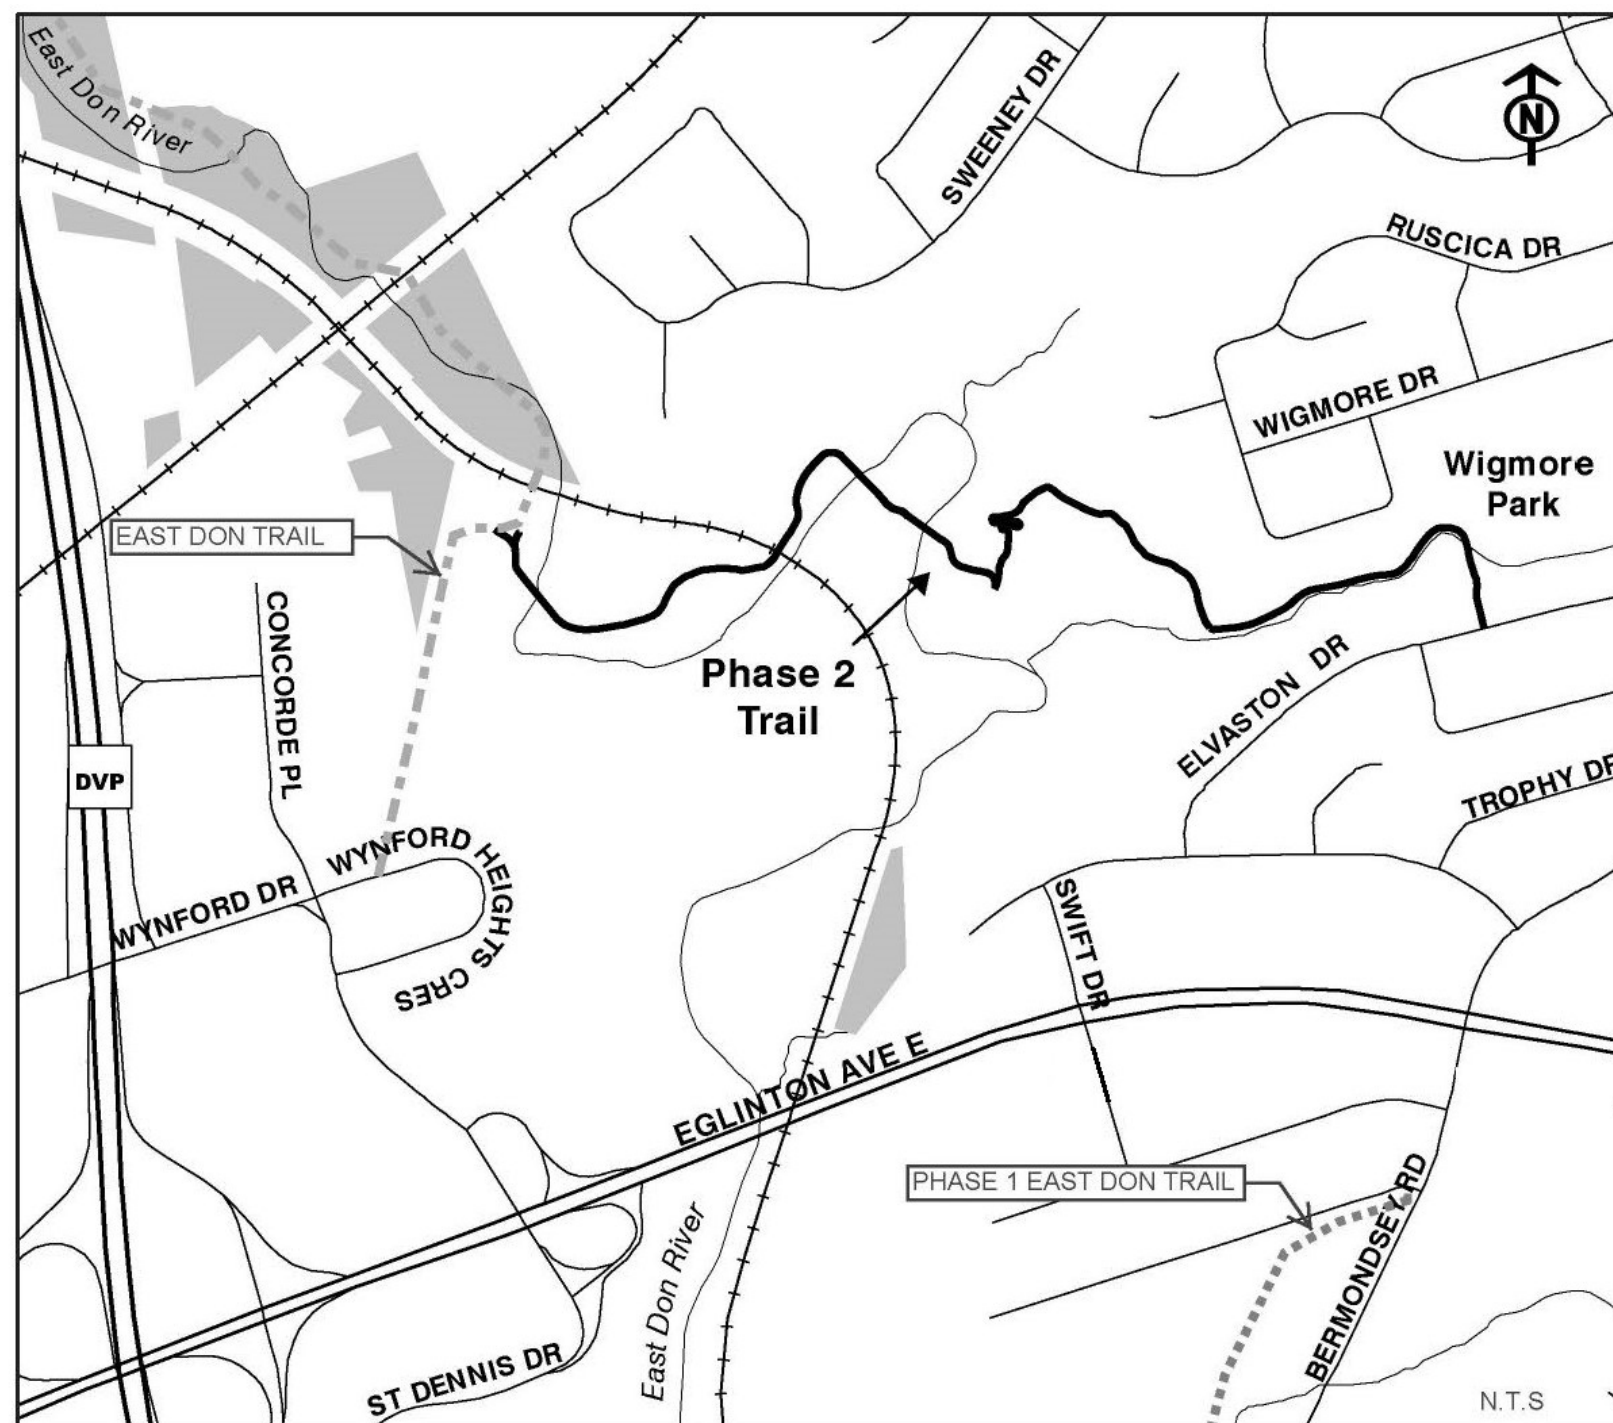 East Don River
SWEENEY DR
N
RUSCICA DR
WIGMORE DR
Wigmore
Park
EAST DON TRAIL
CONCORDE PL
Phase 2
Trail
ELVASTON DR
DVP
TROPHY DR
WYNFORD HEIGHTS CRES
WYNFORD DR
SWIFT DR
EGLINTON AVE E
PHASE 1 EAST DON TRAIL
BERMONDSEY RD
East Don River
ST DENNIS DR
N.T.S